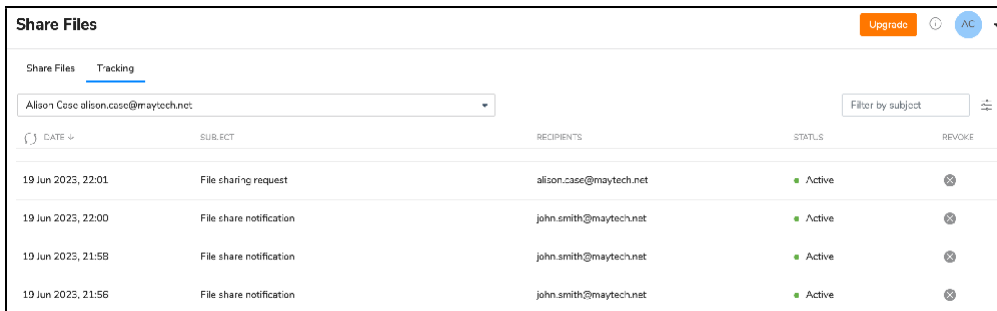 Share Files
Upgrade
AC
Share Files Tracking
Alison Case alison.case@maytech.net
Filter by subject
DATE ↓ SUBJECT RECIPIENTS STATUS REVOKE
19 Jun 2023, 22:01 File sharing request alison.case@maytech.net Active
19 Jun 2023, 22:00 File share notification john.smith@maytech.net Active
19 Jun 2023, 21:58 File share notification john.smith@maytech.net Active
19 Jun 2023, 21:56 File share notification john.smith@maytech.net Active